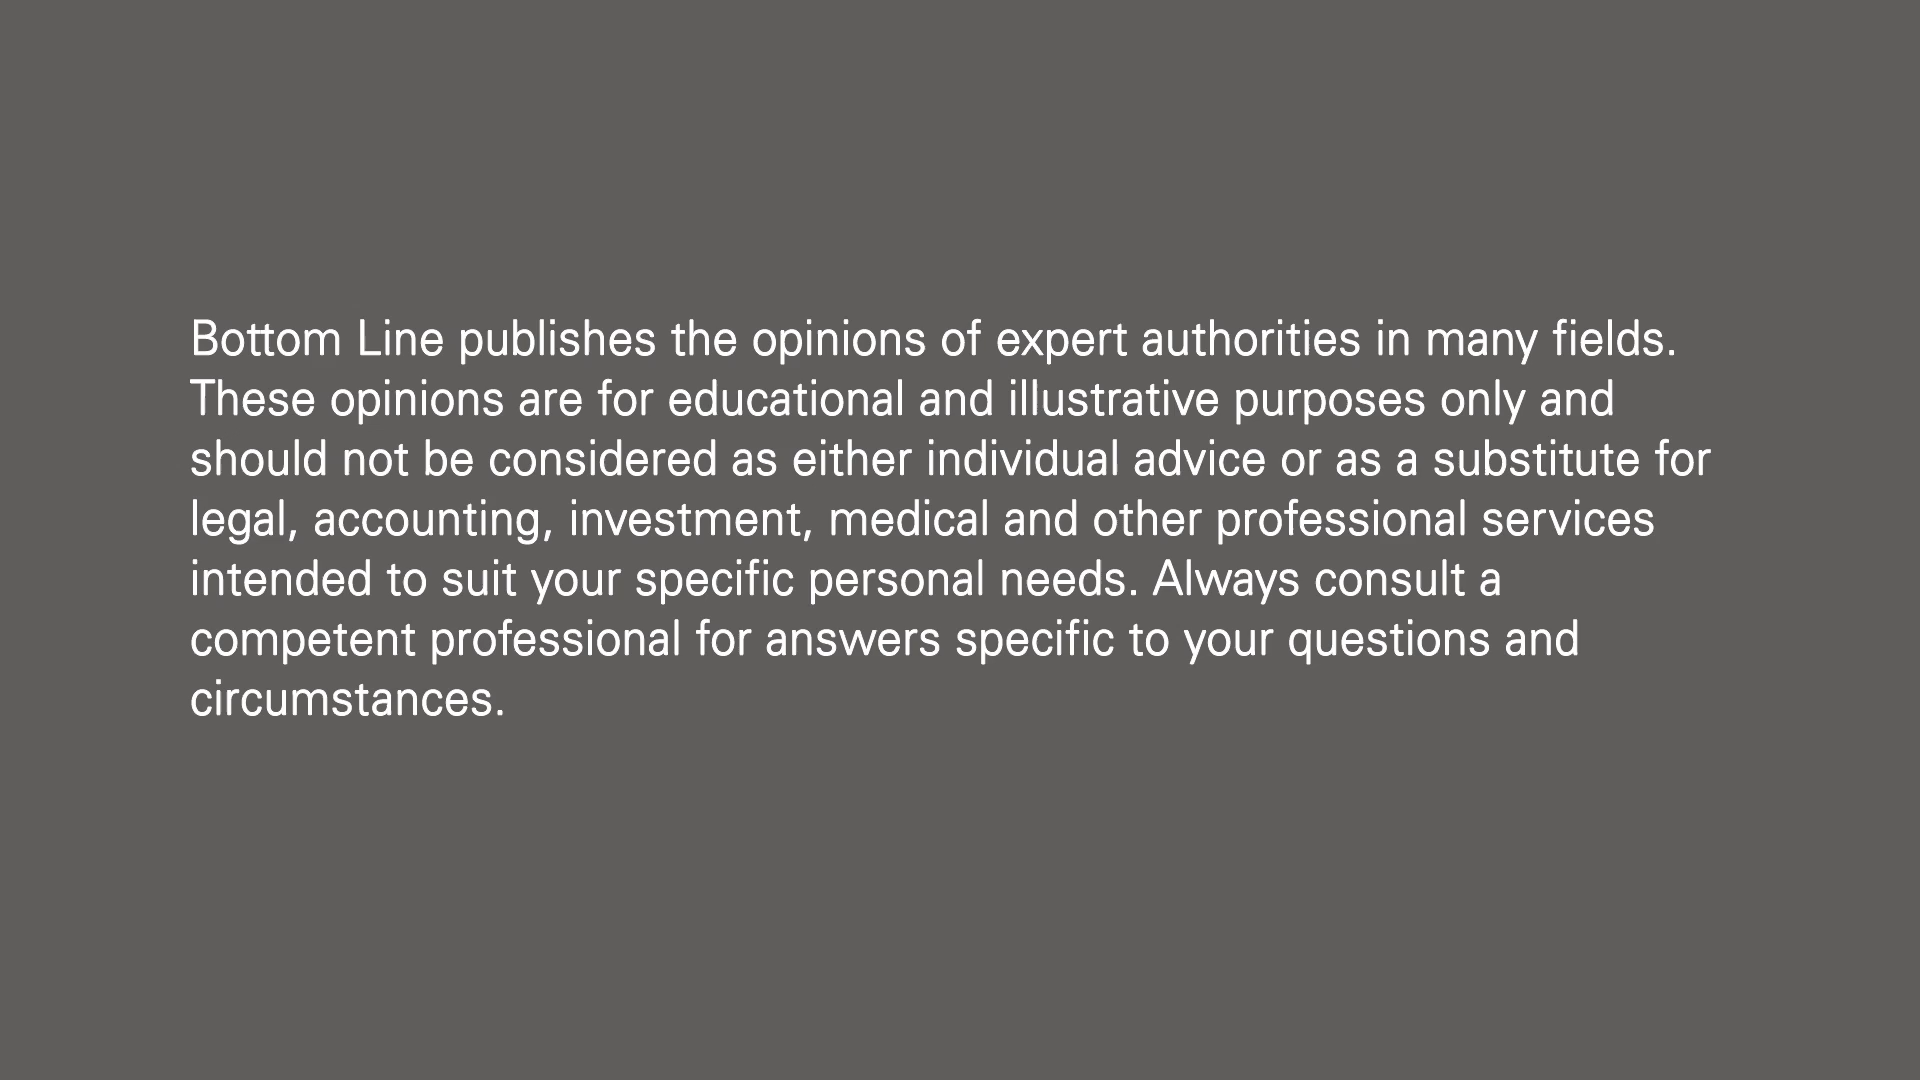 Bottom Line publishes the opinions of expert authorities in many fields.
These opinions are for educational and illustrative purposes only and
should not be considered as either individual advice or as a substitute for
legal, accounting, investment, medical and other professional services
intended to suit your specific personal needs. Always consult a
competent professional for answers specific to your questions and
circumstances.